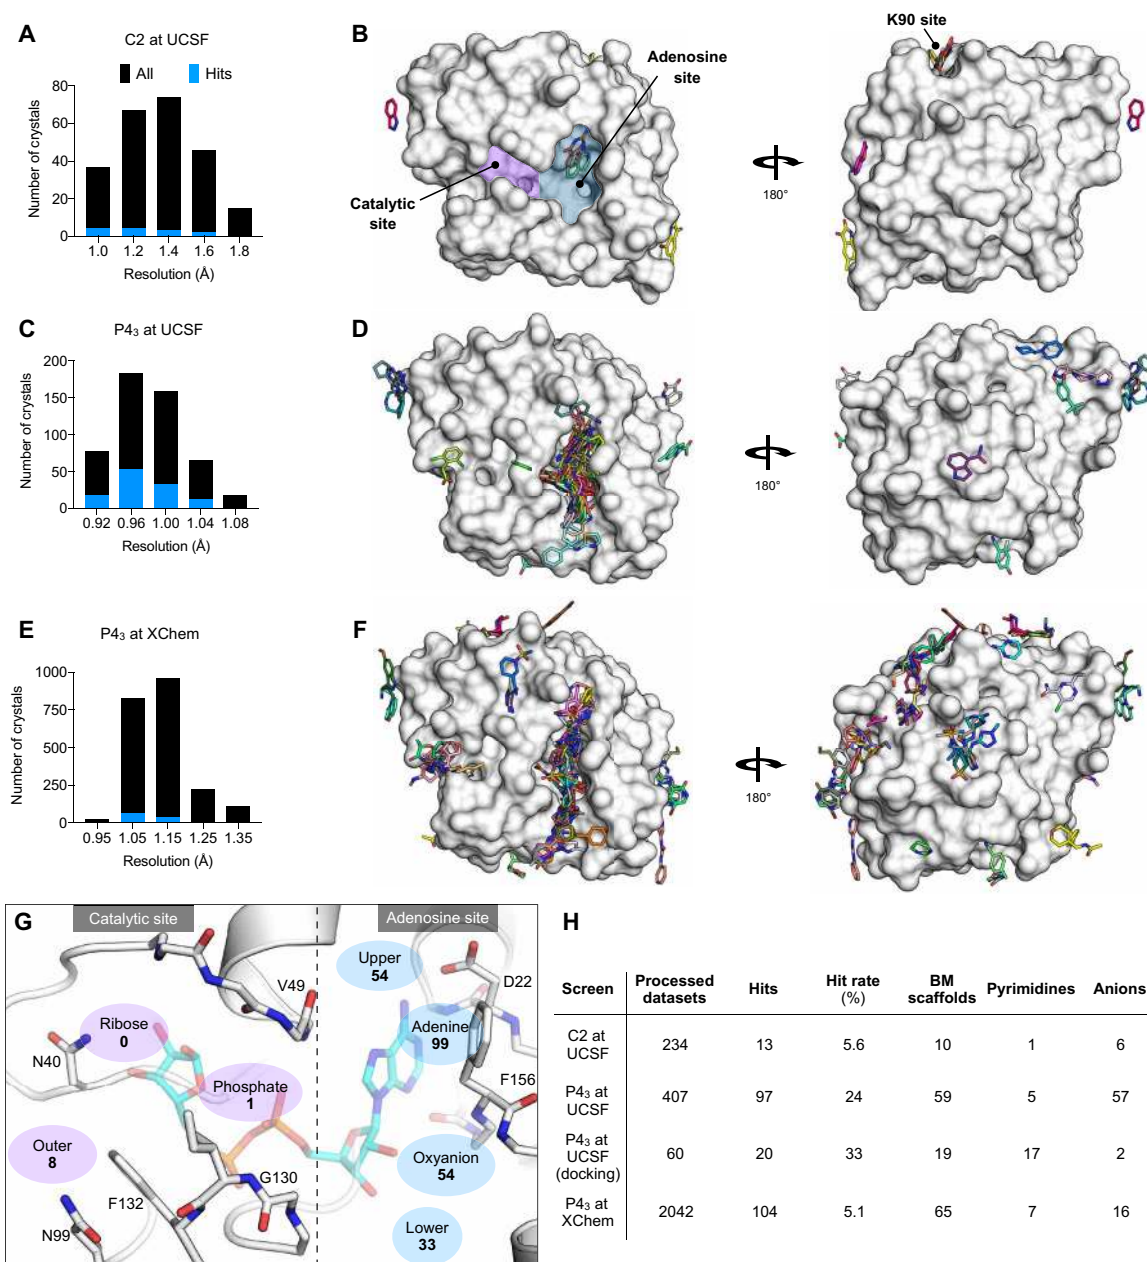 A
C2 at UCSF
All
Hits
Number of crystals
80
60
40
20
0
1.0 1.2 1.4 1.6 1.8
Resolution (Å)
B
Adenosine
site
Catalytic
site
180°
K90 site
C
P4₃ at UCSF
Number of crystals
200
150
100
50
0
0.92 0.96 1.00 1.04 1.08
Resolution (Å)
D
180°
E
P4₃ at XChem
Number of crystals
1000
750
500
250
0
0.95 1.05 1.15 1.25 1.35
Resolution (Å)
F
180°
G
Catalytic site
Adenosine site
Upper
54
D22
V49
Ribose
0
Adenine
99
N40
F156
Phosphate
1
Outer
8
Oxyanion
54
G130
F132
N99
Lower
33
H
Screen Processed datasets Hits Hit rate (%) BM scaffolds Pyrimidines Anions
C2 at UCSF 234 13 5.6 10 1 6
P4₃ at UCSF 407 97 24 59 5 57
P4₃ at UCSF (docking) 60 20 33 19 17 2
P4₃ at XChem 2042 104 5.1 65 7 16